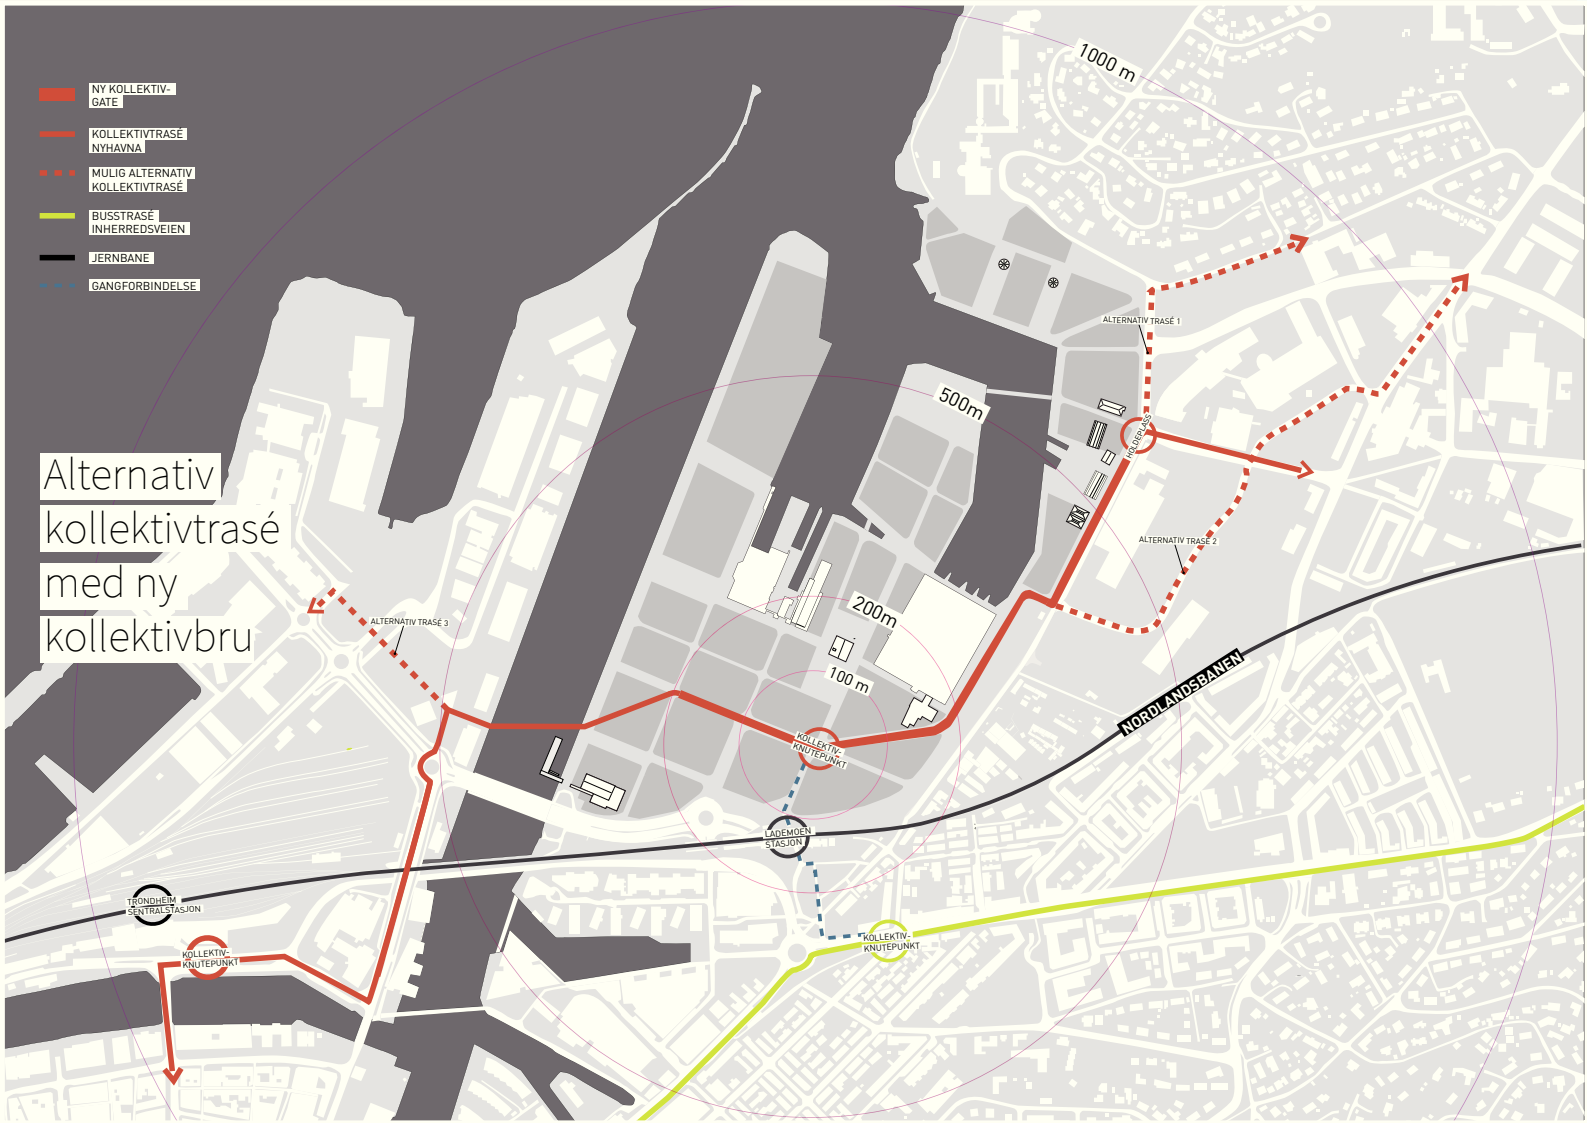 NY KOLLEKTIV-
GATE
KOLLEKTIVTRASÉ
NYHAVNA
MULIG ALTERNATIV
KOLLEKTIVTRASÉ
BUSSTRASÉ
INHERREDSVEIEN
JERNBANE
GANGFORBINDELSE
Alternativ
kollektivtrasé
med ny
kollektivbru
1000 m
500m
200m
100 m
ALTERNATIV TRASÉ 1
HOLDEPLASS
ALTERNATIV TRASÉ 2
ALTERNATIV TRASÉ 3
NORDLANDSBANEN
KOLLEKTIV-
KNUTEPUNKT
LADEMOEN
STASJON
TRONDHEIM
SENTRALSTASJON
KOLLEKTIV-
KNUTEPUNKT
KOLLEKTIV-
KNUTEPUNKT